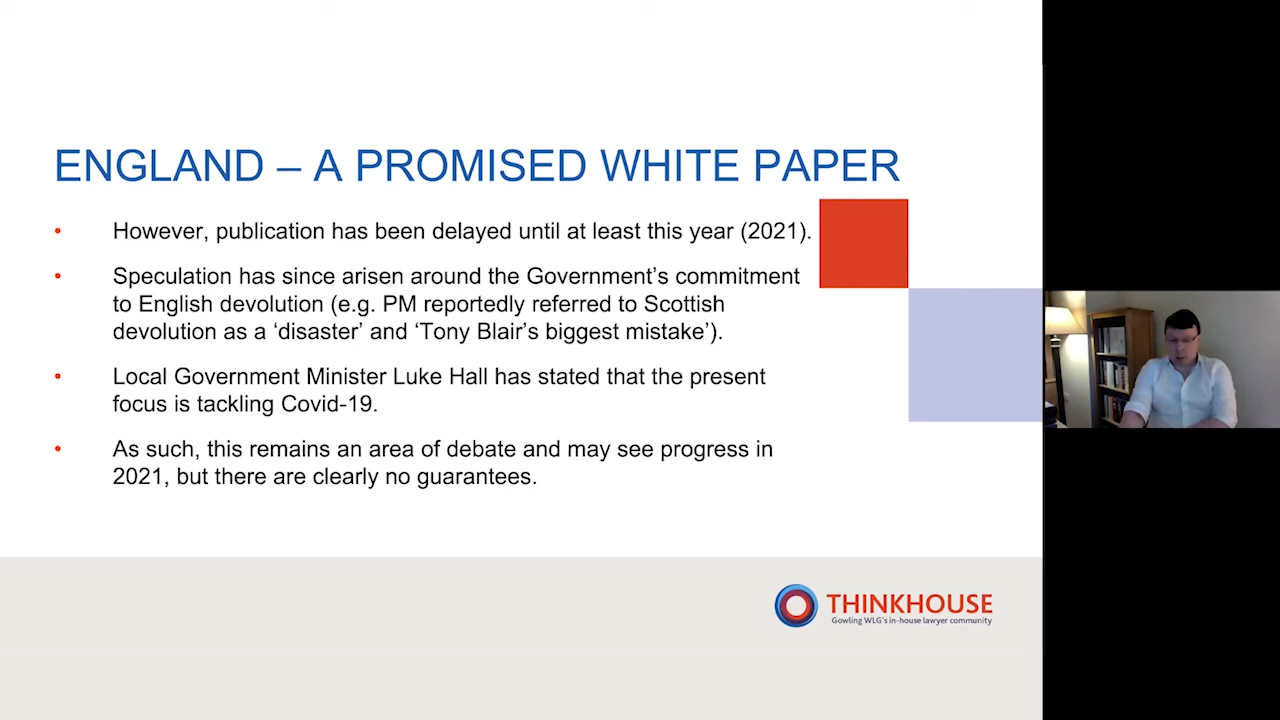 ENGLAND – A PROMISED WHITE PAPER
• However, publication has been delayed until at least this year (2021).
• Speculation has since arisen around the Government’s commitment
to English devolution (e.g. PM reportedly referred to Scottish
devolution as a ‘disaster’ and ‘Tony Blair’s biggest mistake’).
• Local Government Minister Luke Hall has stated that the present
focus is tackling Covid-19.
• As such, this remains an area of debate and may see progress in
2021, but there are clearly no guarantees.
THINKHOUSE
Gowling WLG's in-house lawyer community